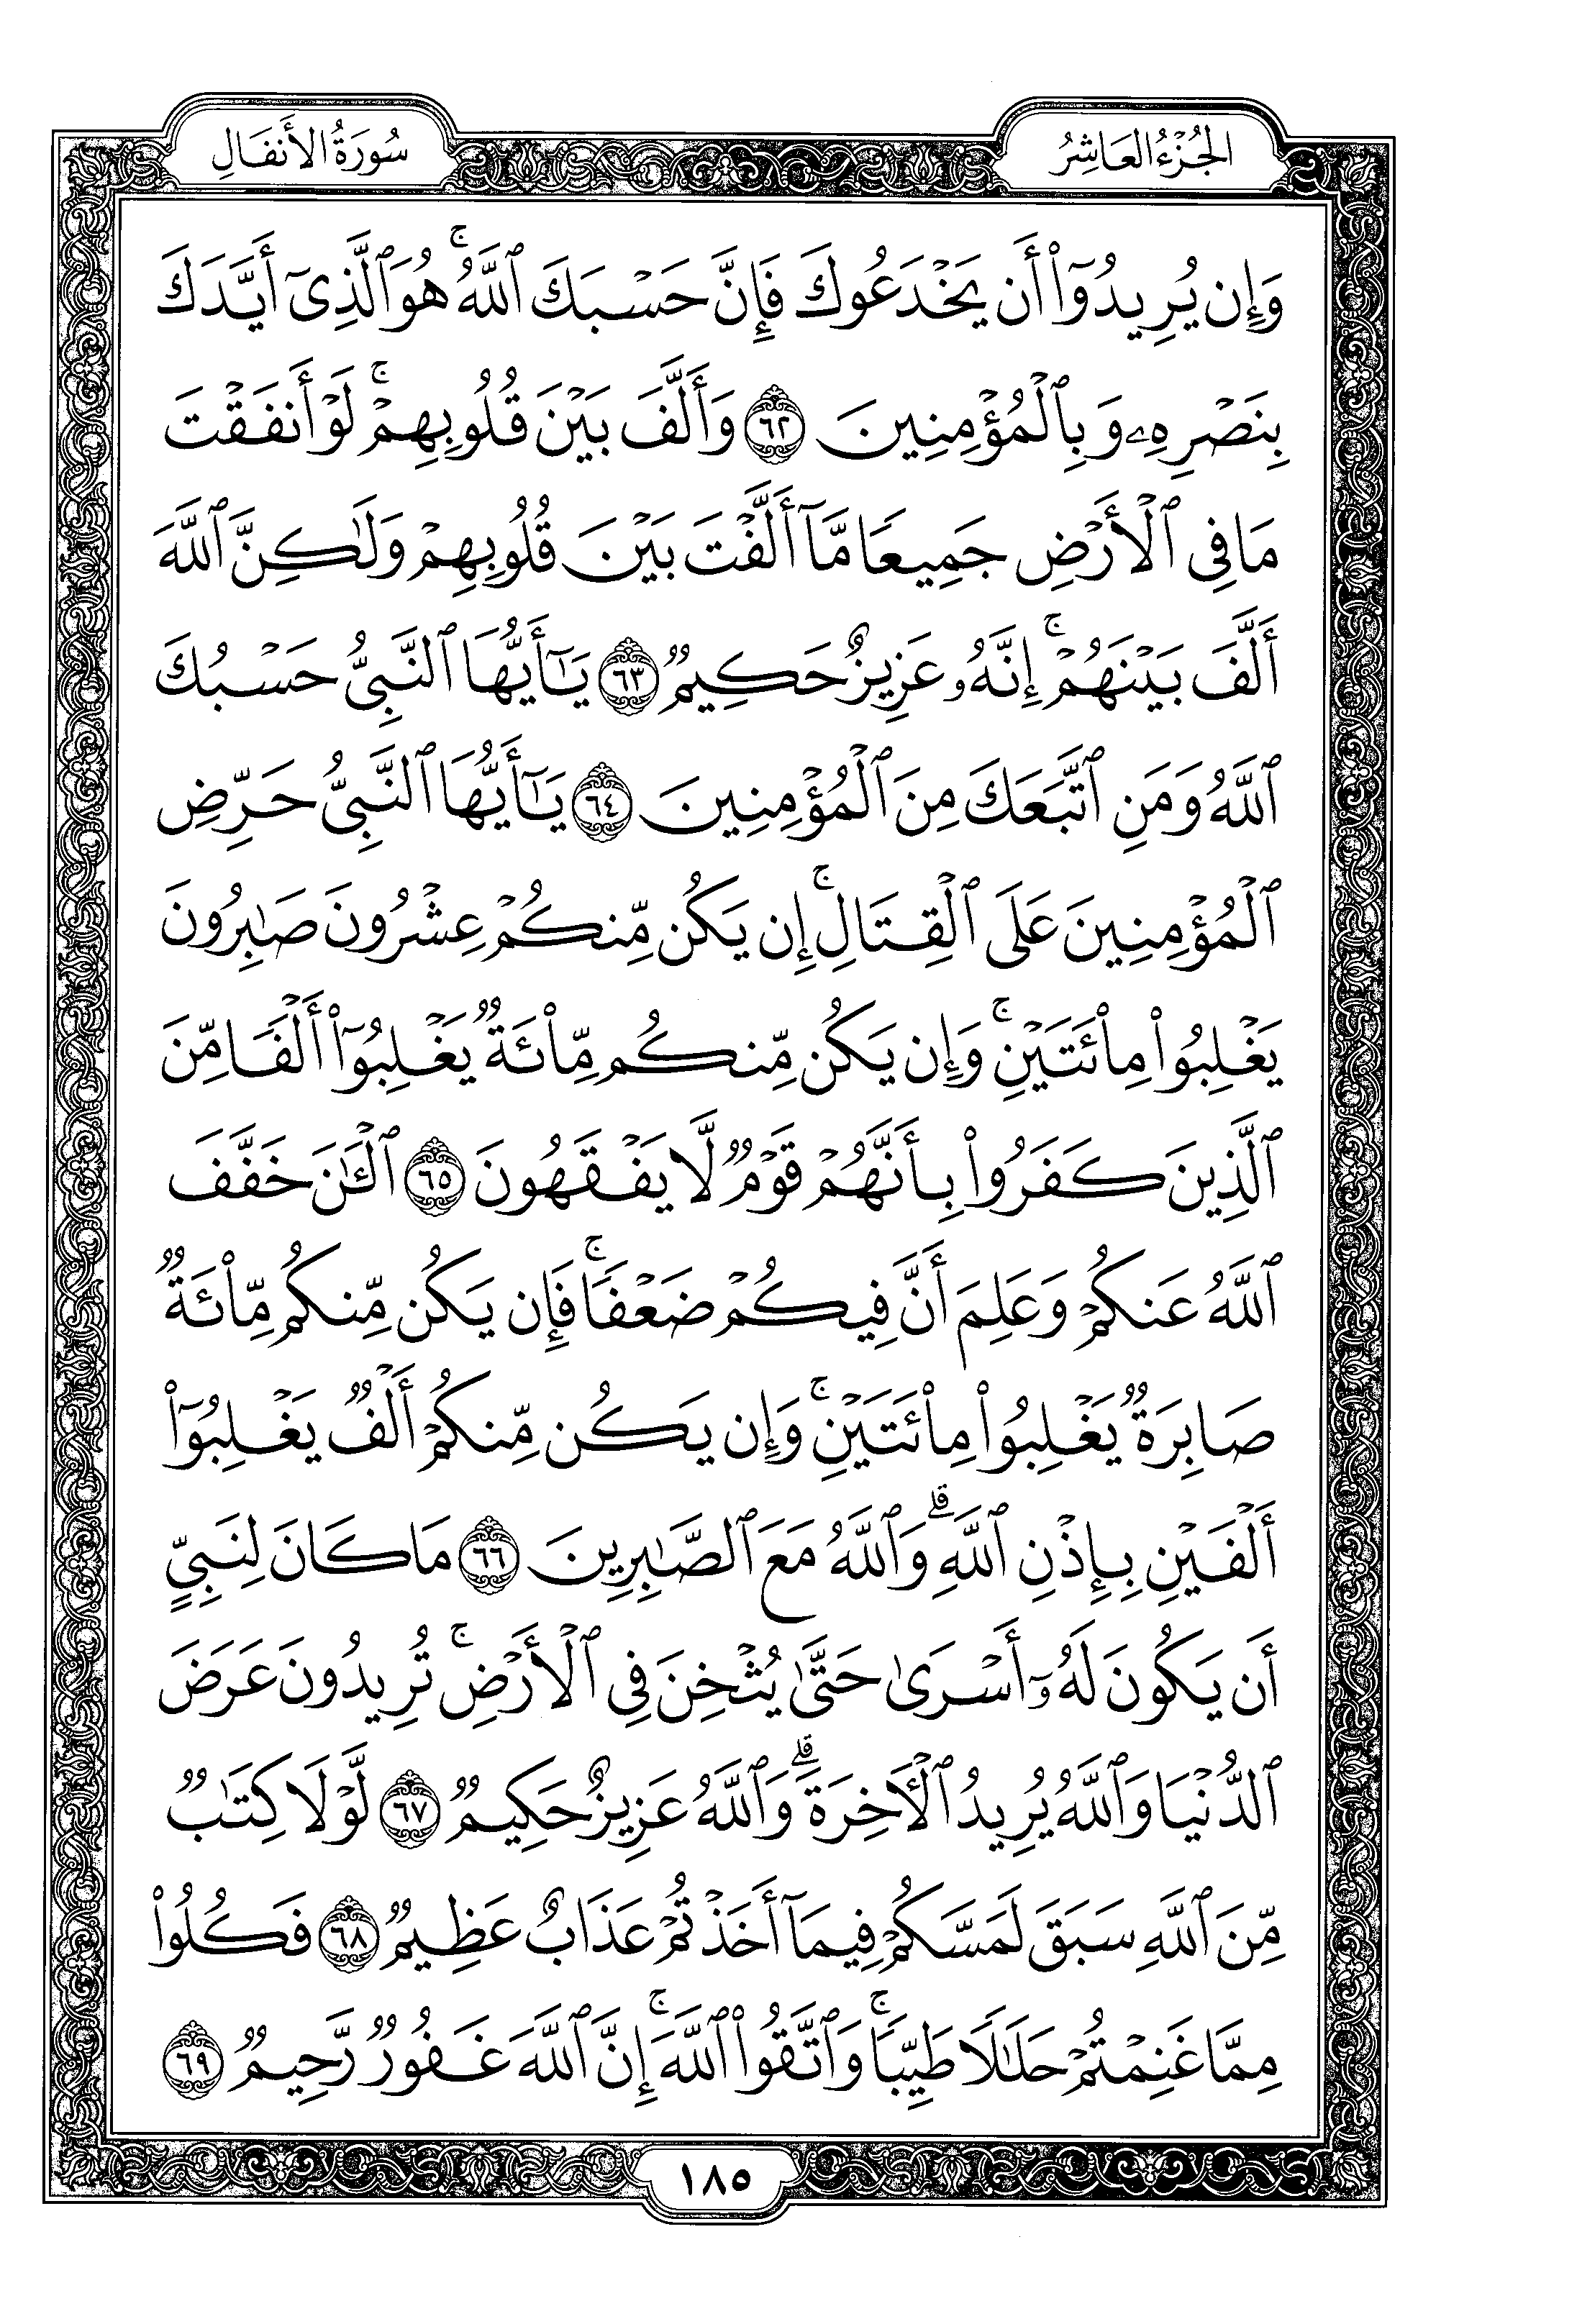 الجُزْءُ العَاشِرُ
سُورَةُ الأَنفَالِ
وَإِن يُرِيدُوٓا۟ أَن يَخْدَعُوكَ فَإِنَّ حَسْبَكَ ٱللَّهُ ۚ هُوَ ٱلَّذِىٓ أَيَّدَكَ
بِنَصْرِهِۦ وَبِٱلْمُؤْمِنِينَ ٦٢ وَأَلَّفَ بَيْنَ قُلُوبِهِمْ ۚ لَوْ أَنفَقْتَ
مَا فِى ٱلْأَرْضِ جَمِيعًا مَّآ أَلَّفْتَ بَيْنَ قُلُوبِهِمْ وَلَٰكِنَّ ٱللَّهَ
أَلَّفَ بَيْنَهُمْ ۚ إِنَّهُۥ عَزِيزٌ حَكِيمٌ ٦٣ يَٰٓأَيُّهَا ٱلنَّبِىُّ حَسْبُكَ
ٱللَّهُ وَمَنِ ٱتَّبَعَكَ مِنَ ٱلْمُؤْمِنِينَ ٦٤ يَٰٓأَيُّهَا ٱلنَّبِىُّ حَرِّضِ
ٱلْمُؤْمِنِينَ عَلَى ٱلْقِتَالِ ۚ إِن يَكُن مِّنكُمْ عِشْرُونَ صَٰبِرُونَ
يَغْلِبُوا۟ مِا۟ئَتَيْنِ ۚ وَإِن يَكُن مِّنكُم مِّا۟ئَةٌ يَغْلِبُوٓا۟ أَلْفًا مِّنَ
ٱلَّذِينَ كَفَرُوا۟ بِأَنَّهُمْ قَوْمٌ لَّا يَفْقَهُونَ ٦٥ ٱلْـَٰٔنَ خَفَّفَ
ٱللَّهُ عَنكُمْ وَعَلِمَ أَنَّ فِيكُمْ ضَعْفًا ۚ فَإِن يَكُن مِّنكُم مِّا۟ئَةٌ
صَابِرَةٌ يَغْلِبُوا۟ مِا۟ئَتَيْنِ ۚ وَإِن يَكُن مِّنكُمْ أَلْفٌ يَغْلِبُوٓا۟
أَلْفَيْنِ بِإِذْنِ ٱللَّهِ ۗ وَٱللَّهُ مَعَ ٱلصَّٰبِرِينَ ٦٦ مَا كَانَ لِنَبِىٍّ
أَن يَكُونَ لَهُۥٓ أَسْرَىٰ حَتَّىٰ يُثْخِنَ فِى ٱلْأَرْضِ ۚ تُرِيدُونَ عَرَضَ
ٱلدُّنْيَا وَٱللَّهُ يُرِيدُ ٱلْـَٔاخِرَةَ ۗ وَٱللَّهُ عَزِيزٌ حَكِيمٌ ٦٧ لَّوْلَا كِتَٰبٌ
مِّنَ ٱللَّهِ سَبَقَ لَمَسَّكُمْ فِيمَآ أَخَذْتُمْ عَذَابٌ عَظِيمٌ ٦٨ فَكُلُوا۟
مِمَّا غَنِمْتُمْ حَلَٰلًا طَيِّبًا ۚ وَٱتَّقُوا۟ ٱللَّهَ ۚ إِنَّ ٱللَّهَ غَفُورٌ رَّحِيمٌ ٦٩
١٨٥